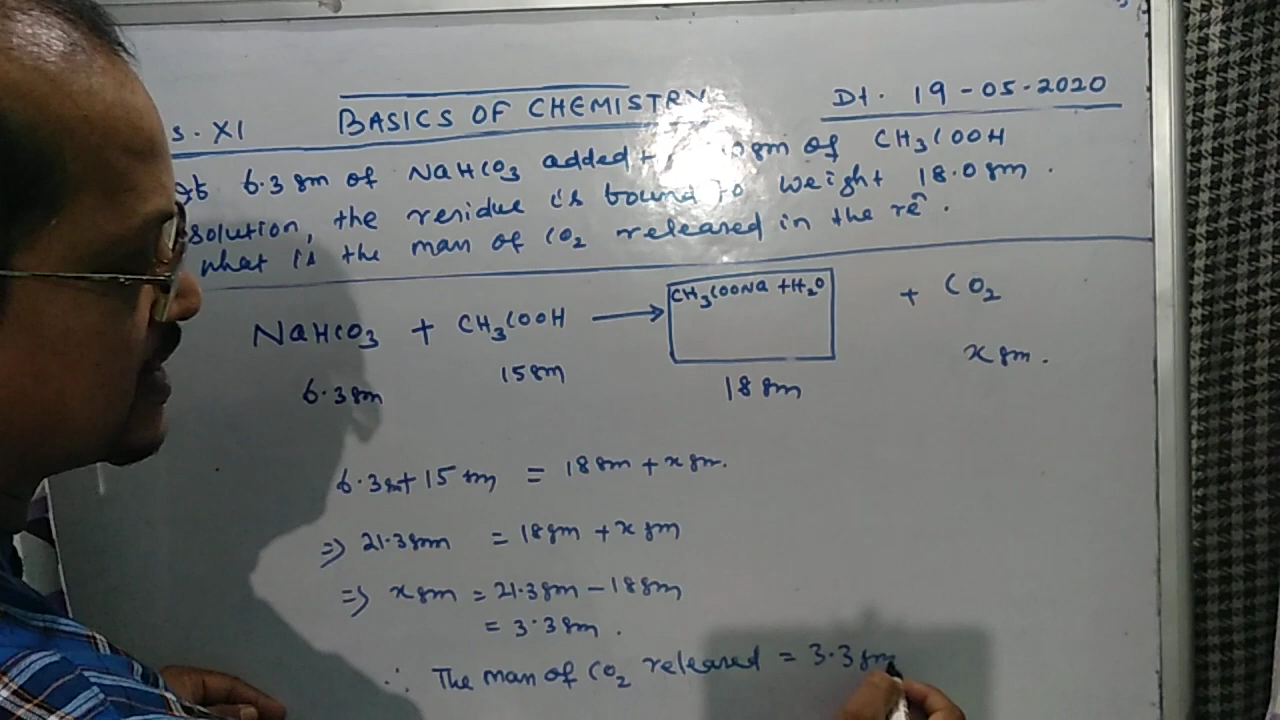 S. XI BASICS OF CHEMISTRY Dt. 19-05-2020
If 6.3 gm of NaHCO3 added gm of CH3COOH
solution, the residue is bound to weight 18.0 gm.
what is the mass of CO2 released in the rên.
NaHCO3 + CH3COOH → CH3COONa + H2O + CO2
6.3 gm 15 gm 18 gm x gm.
6.3 gm + 15 gm = 18 gm + x gm.
⇒ 21.3 gm = 18 gm + x gm
⇒ x gm = 21.3 gm - 18 gm
= 3.3 gm.
∴ The mass of CO2 released = 3.3 gm